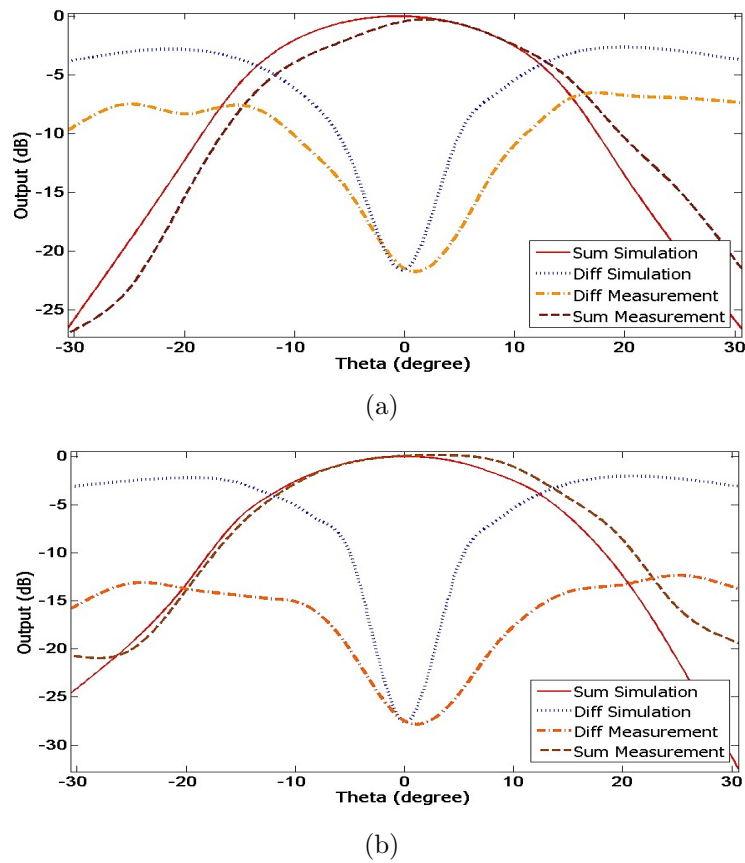 0
-5
-10
-15
-20
-25
Output (dB)
Sum Simulation
Diff Simulation
Diff Measurement
Sum Measurement
-30 -20 -10 0 10 20 30
Theta (degree)
(a)
0
-5
-10
-15
-20
-25
-30
Output (dB)
Sum Simulation
Diff Simulation
Diff Measurement
Sum Measurement
-30 -20 -10 0 10 20 30
Theta (degree)
(b)